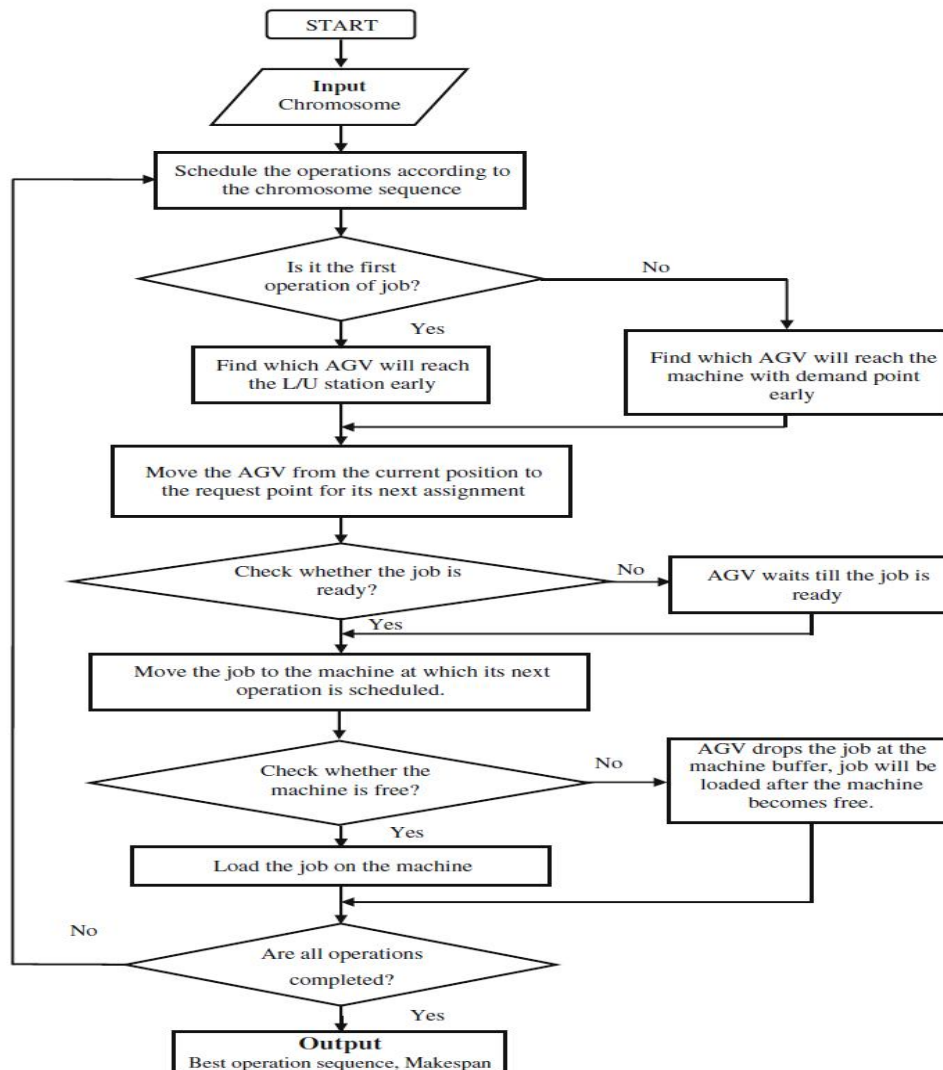 START
Input
Chromosome
Schedule the operations according to
the chromosome sequence
Is it the first
operation of job?
No
Yes
Find which AGV will reach
the L/U station early
Find which AGV will reach the
machine with demand point
early
Move the AGV from the current position to
the request point for its next assignment
Check whether the job is
ready?
No
AGV waits till the job is
ready
Yes
Move the job to the machine at which its next
operation is scheduled.
Check whether the
machine is free?
No
AGV drops the job at the
machine buffer, job will be
loaded after the machine
becomes free.
Yes
Load the job on the machine
No
Are all operations
completed?
Yes
Output
Best operation sequence, Makespan